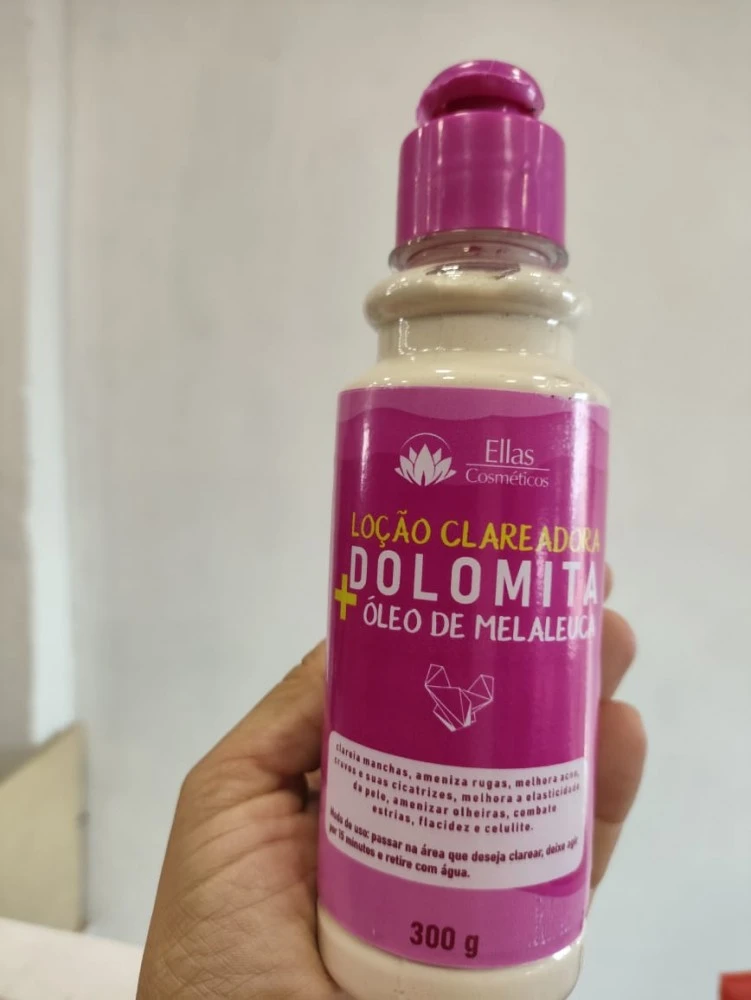 Ellas
Cosméticos
LOÇÃO CLAREADORA
DOLOMITA
+ ÓLEO DE MELALEUCA
clareia manchas, ameniza rugas, melhora acne,
cravos e suas cicatrizes, melhora a elasticidade
da pele, amenizar olheiras, combate
estrias, flacidez e celulite.
Modo de uso: passar na área que deseja clarear, deixe agir
por 15 minutos e retire com água.
300 g